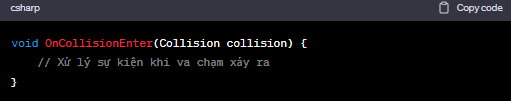 csharp
Copy code
void OnCollisionEnter(Collision collision) {
// Xử lý sự kiện khi va chạm xảy ra
}